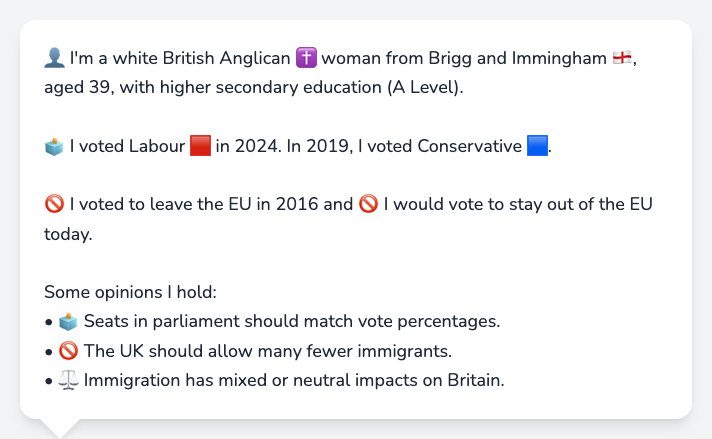 👤 I'm a white British Anglican ✝️ woman from Brigg and Immingham 🏴󠁧󠁢󠁥󠁮󠁧󠁿,
aged 39, with higher secondary education (A Level).
🗳️ I voted Labour 🟥 in 2024. In 2019, I voted Conservative 🟦.
🚫 I voted to leave the EU in 2016 and 🚫 I would vote to stay out of the EU
today.
Some opinions I hold:
• 🗳️ Seats in parliament should match vote percentages.
• 🚫 The UK should allow many fewer immigrants.
• ⚖️ Immigration has mixed or neutral impacts on Britain.